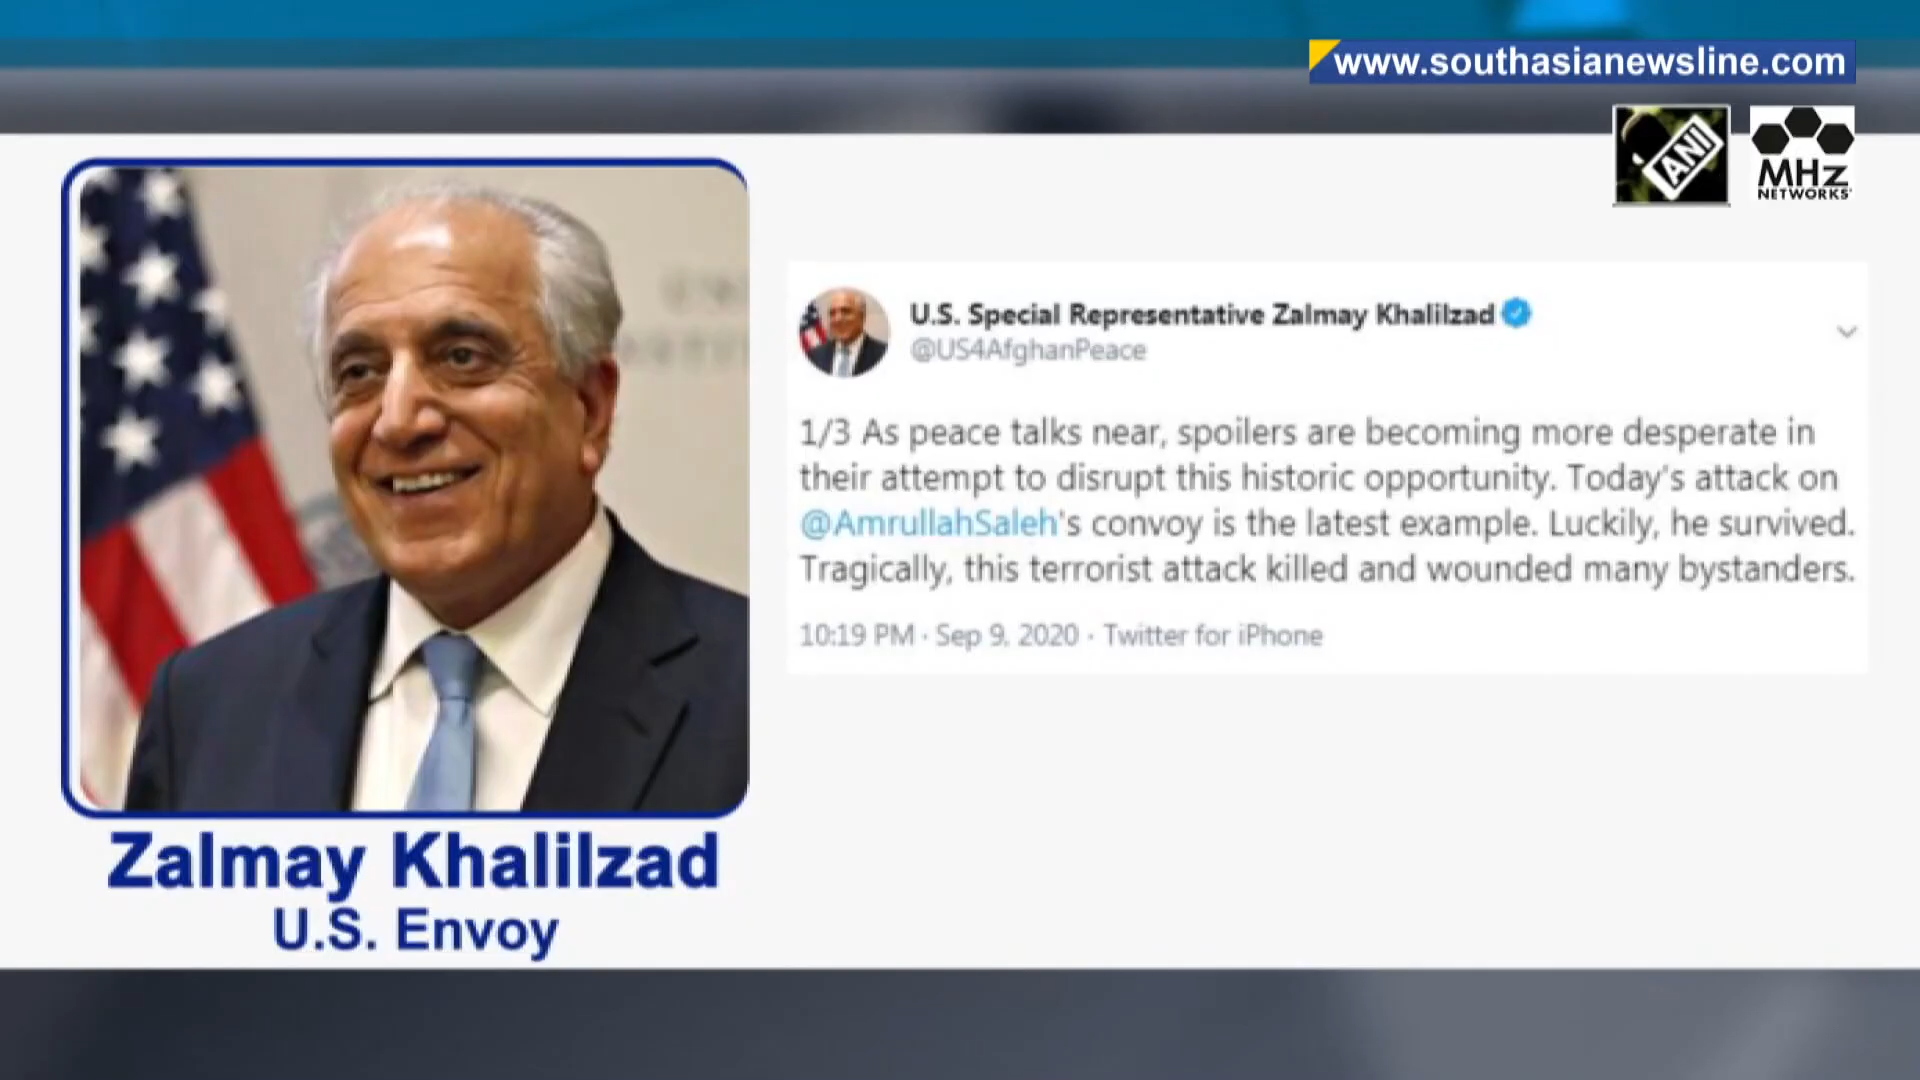 www.southasianewsline.com
ANI
MHz
NETWORKS
U.S. Special Representative Zalmay Khalilzad
@US4AfghanPeace
1/3 As peace talks near, spoilers are becoming more desperate in
their attempt to disrupt this historic opportunity. Today's attack on
@AmrullahSaleh's convoy is the latest example. Luckily, he survived.
Tragically, this terrorist attack killed and wounded many bystanders.
10:19 PM · Sep 9, 2020 · Twitter for iPhone
Zalmay Khalilzad
U.S. Envoy